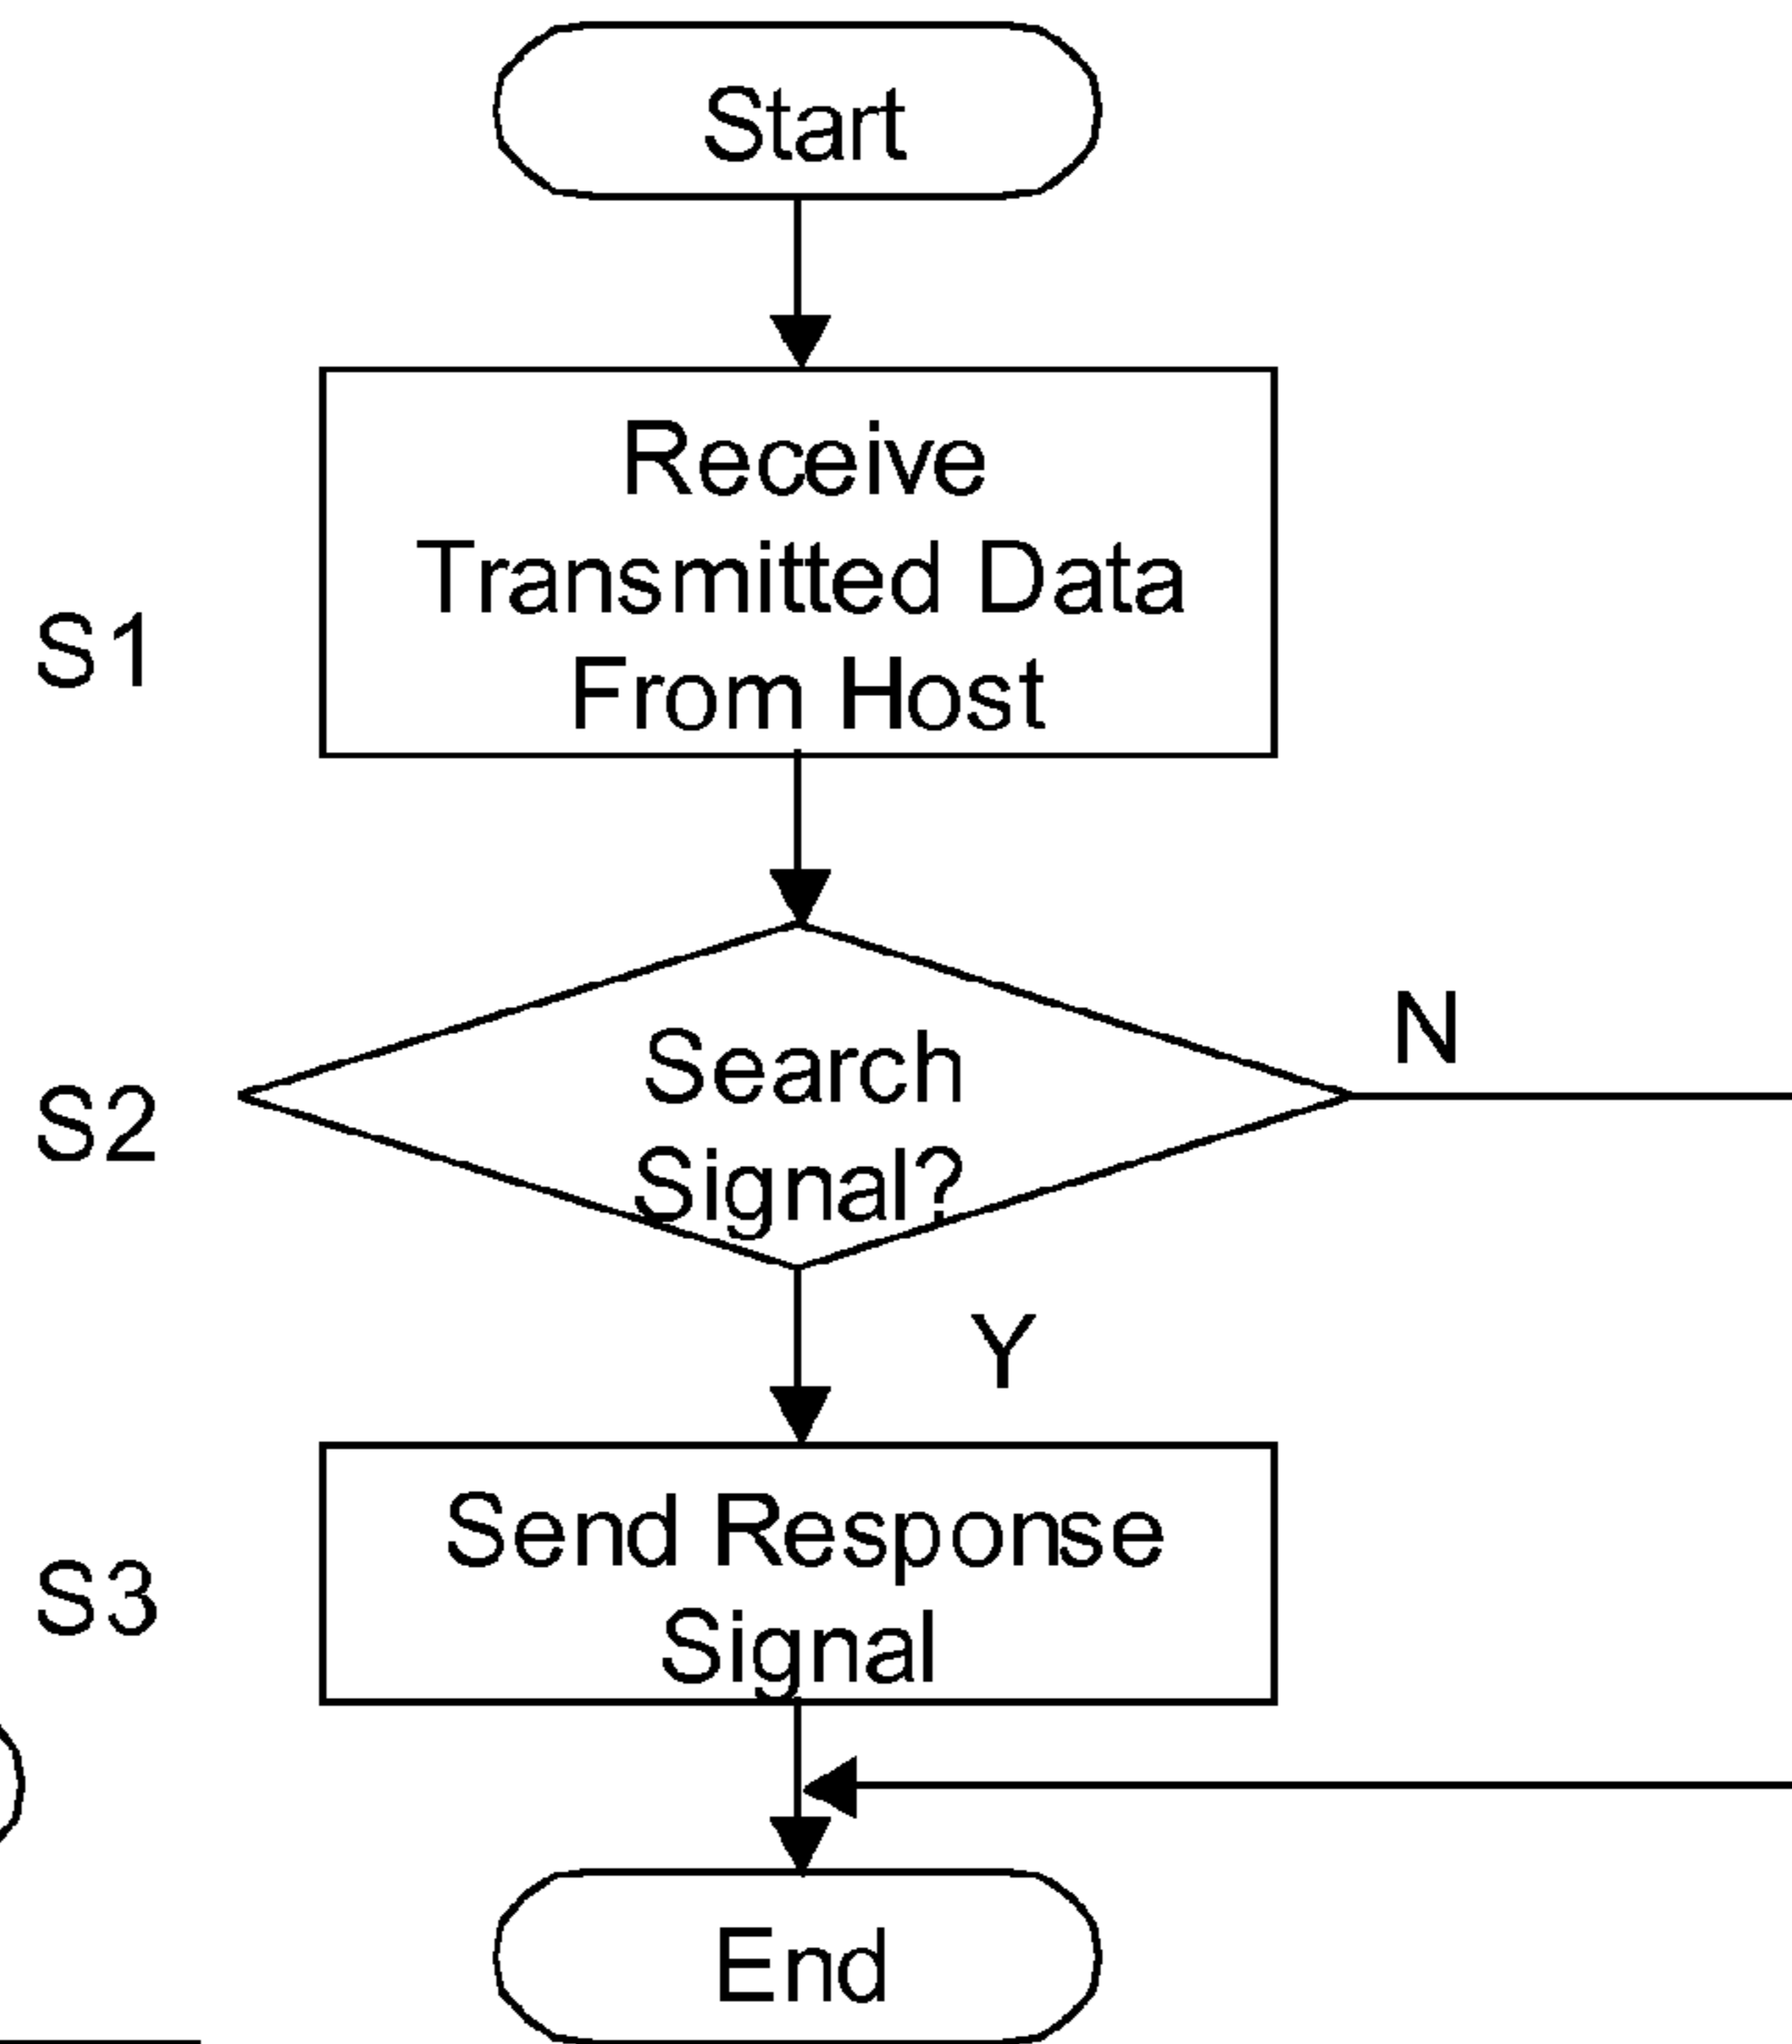 Start
Receive
Transmitted Data
From Host
S1
Search
Signal?
N
S2
Y
Send Response
Signal
S3
End